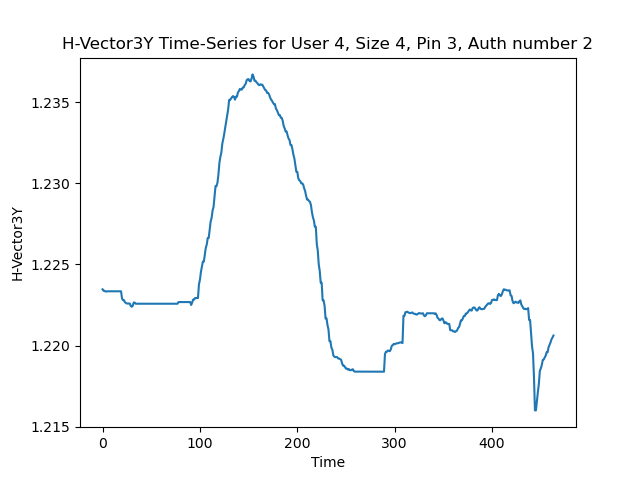 H-Vector3Y Time-Series for User 4, Size 4, Pin 3, Auth number 2
1.235
1.230
1.225
1.220
1.215
H-Vector3Y
0 100 200 300 400
Time